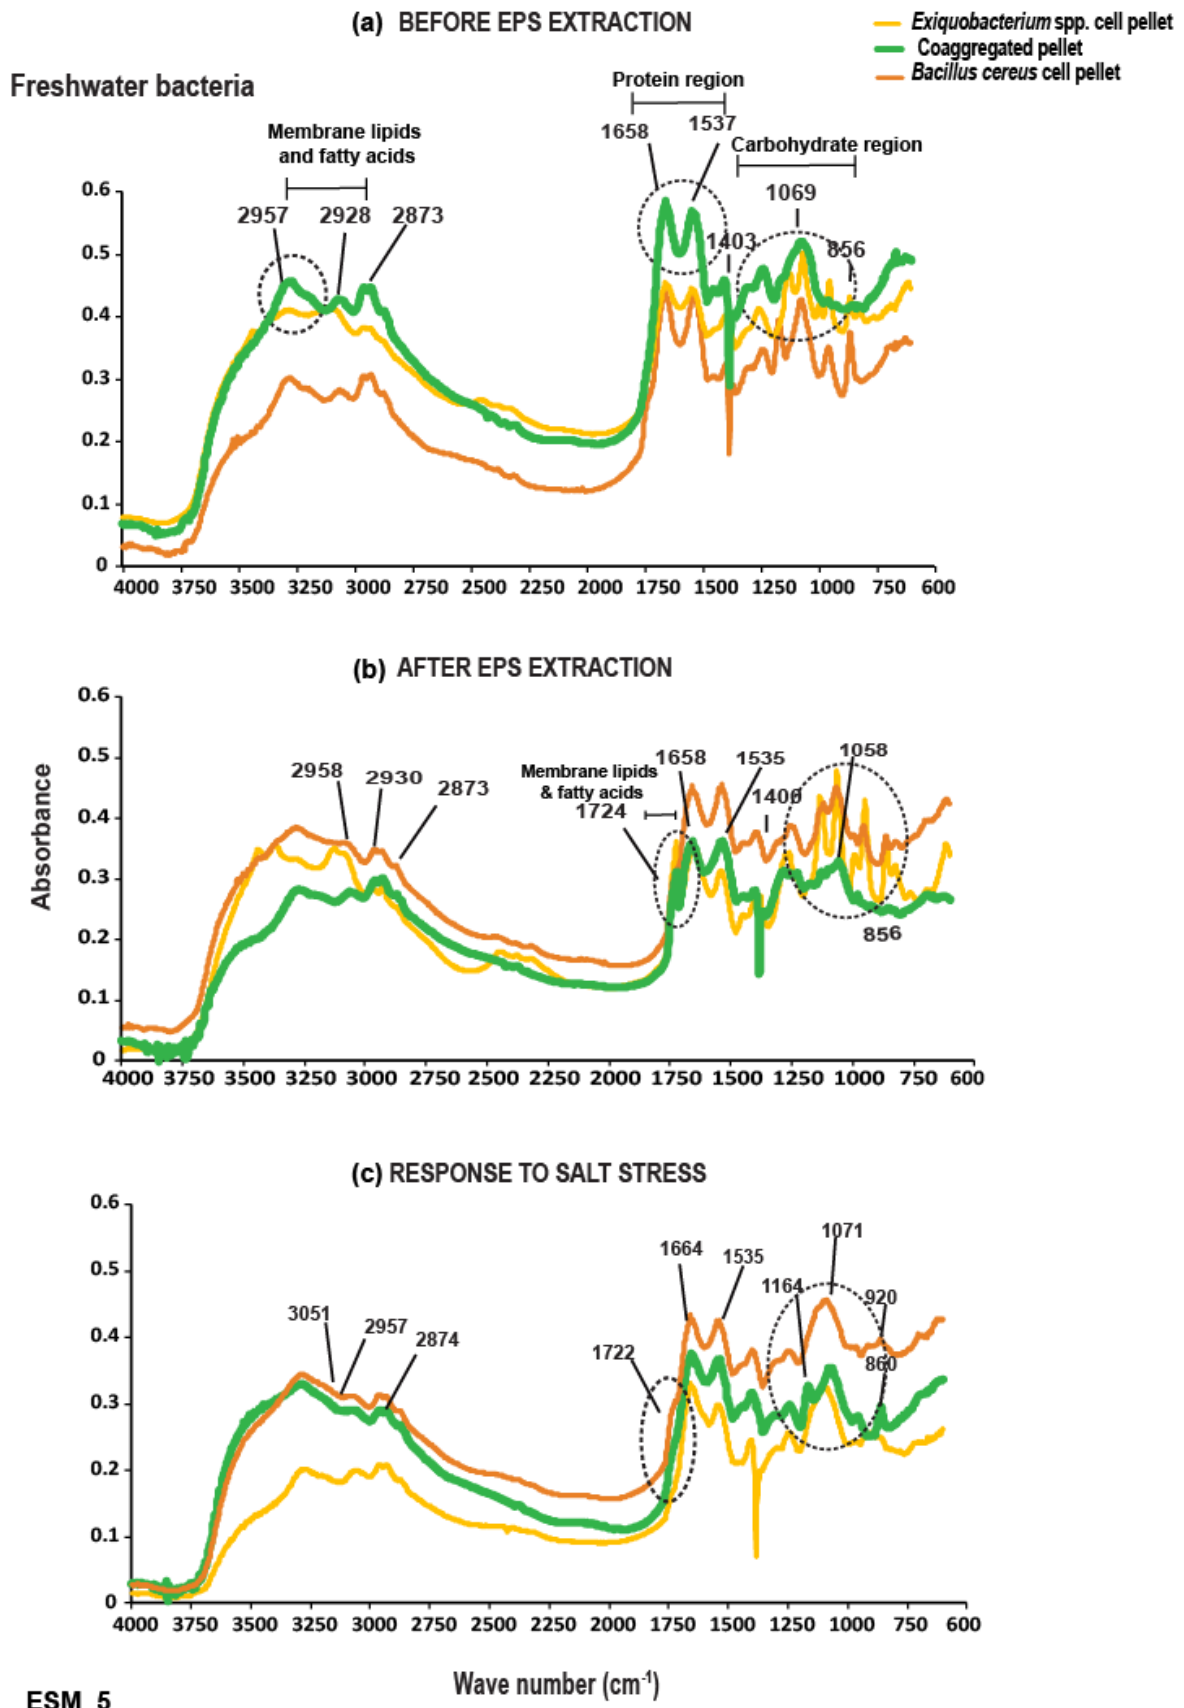 (a) BEFORE EPS EXTRACTION
Exiquobacterium spp. cell pellet
Coaggregated pellet
Bacillus cereus cell pellet
Freshwater bacteria
Protein region
1658
1537
Membrane lipids
and fatty acids
Carbohydrate region
2957
2928
2873
1403
1069
856
0.6
0.5
0.4
0.3
0.2
0.1
0
4000 3750 3500 3250 3000 2750 2500 2250 2000 1750 1500 1250 1000 750 600
(b) AFTER EPS EXTRACTION
Absorbance
0.6
0.5
0.4
0.3
0.2
0.1
0
2958
2930
2873
Membrane lipids
& fatty acids
1724
1658
1535
1400
1058
856
4000 3750 3500 3250 3000 2750 2500 2250 2000 1750 1500 1250 1000 750 600
(c) RESPONSE TO SALT STRESS
0.6
0.5
0.4
0.3
0.2
0.1
0
3051
2957
2874
1722
1664
1535
1164
1071
920
860
4000 3750 3500 3250 3000 2750 2500 2250 2000 1750 1500 1250 1000 750 600
Wave number (cm-1)
ESM_5